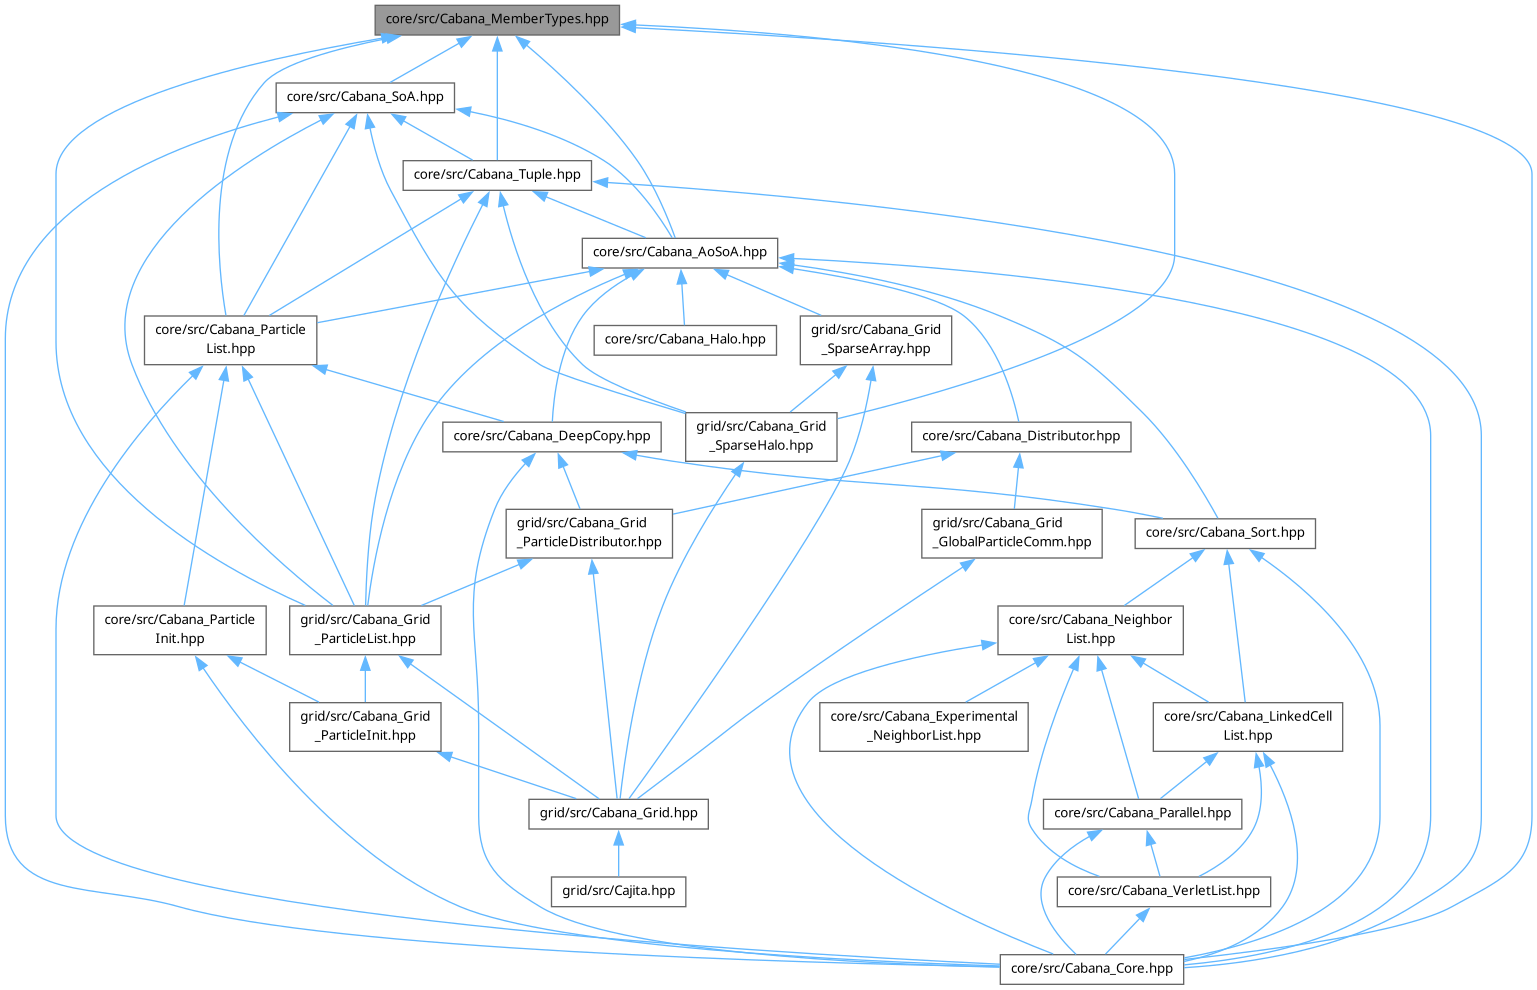 core/src/Cabana_MemberTypes.hpp
core/src/Cabana_SoA.hpp
core/src/Cabana_Tuple.hpp
core/src/Cabana_AoSoA.hpp
core/src/Cabana_Particle
List.hpp
core/src/Cabana_Halo.hpp
grid/src/Cabana_Grid
_SparseArray.hpp
core/src/Cabana_DeepCopy.hpp
grid/src/Cabana_Grid
_SparseHalo.hpp
core/src/Cabana_Distributor.hpp
grid/src/Cabana_Grid
_ParticleDistributor.hpp
grid/src/Cabana_Grid
_GlobalParticleComm.hpp
core/src/Cabana_Sort.hpp
core/src/Cabana_Particle
Init.hpp
grid/src/Cabana_Grid
_ParticleList.hpp
core/src/Cabana_Neighbor
List.hpp
grid/src/Cabana_Grid
_ParticleInit.hpp
core/src/Cabana_Experimental
_NeighborList.hpp
core/src/Cabana_LinkedCell
List.hpp
grid/src/Cabana_Grid.hpp
core/src/Cabana_Parallel.hpp
grid/src/Cajita.hpp
core/src/Cabana_VerletList.hpp
core/src/Cabana_Core.hpp